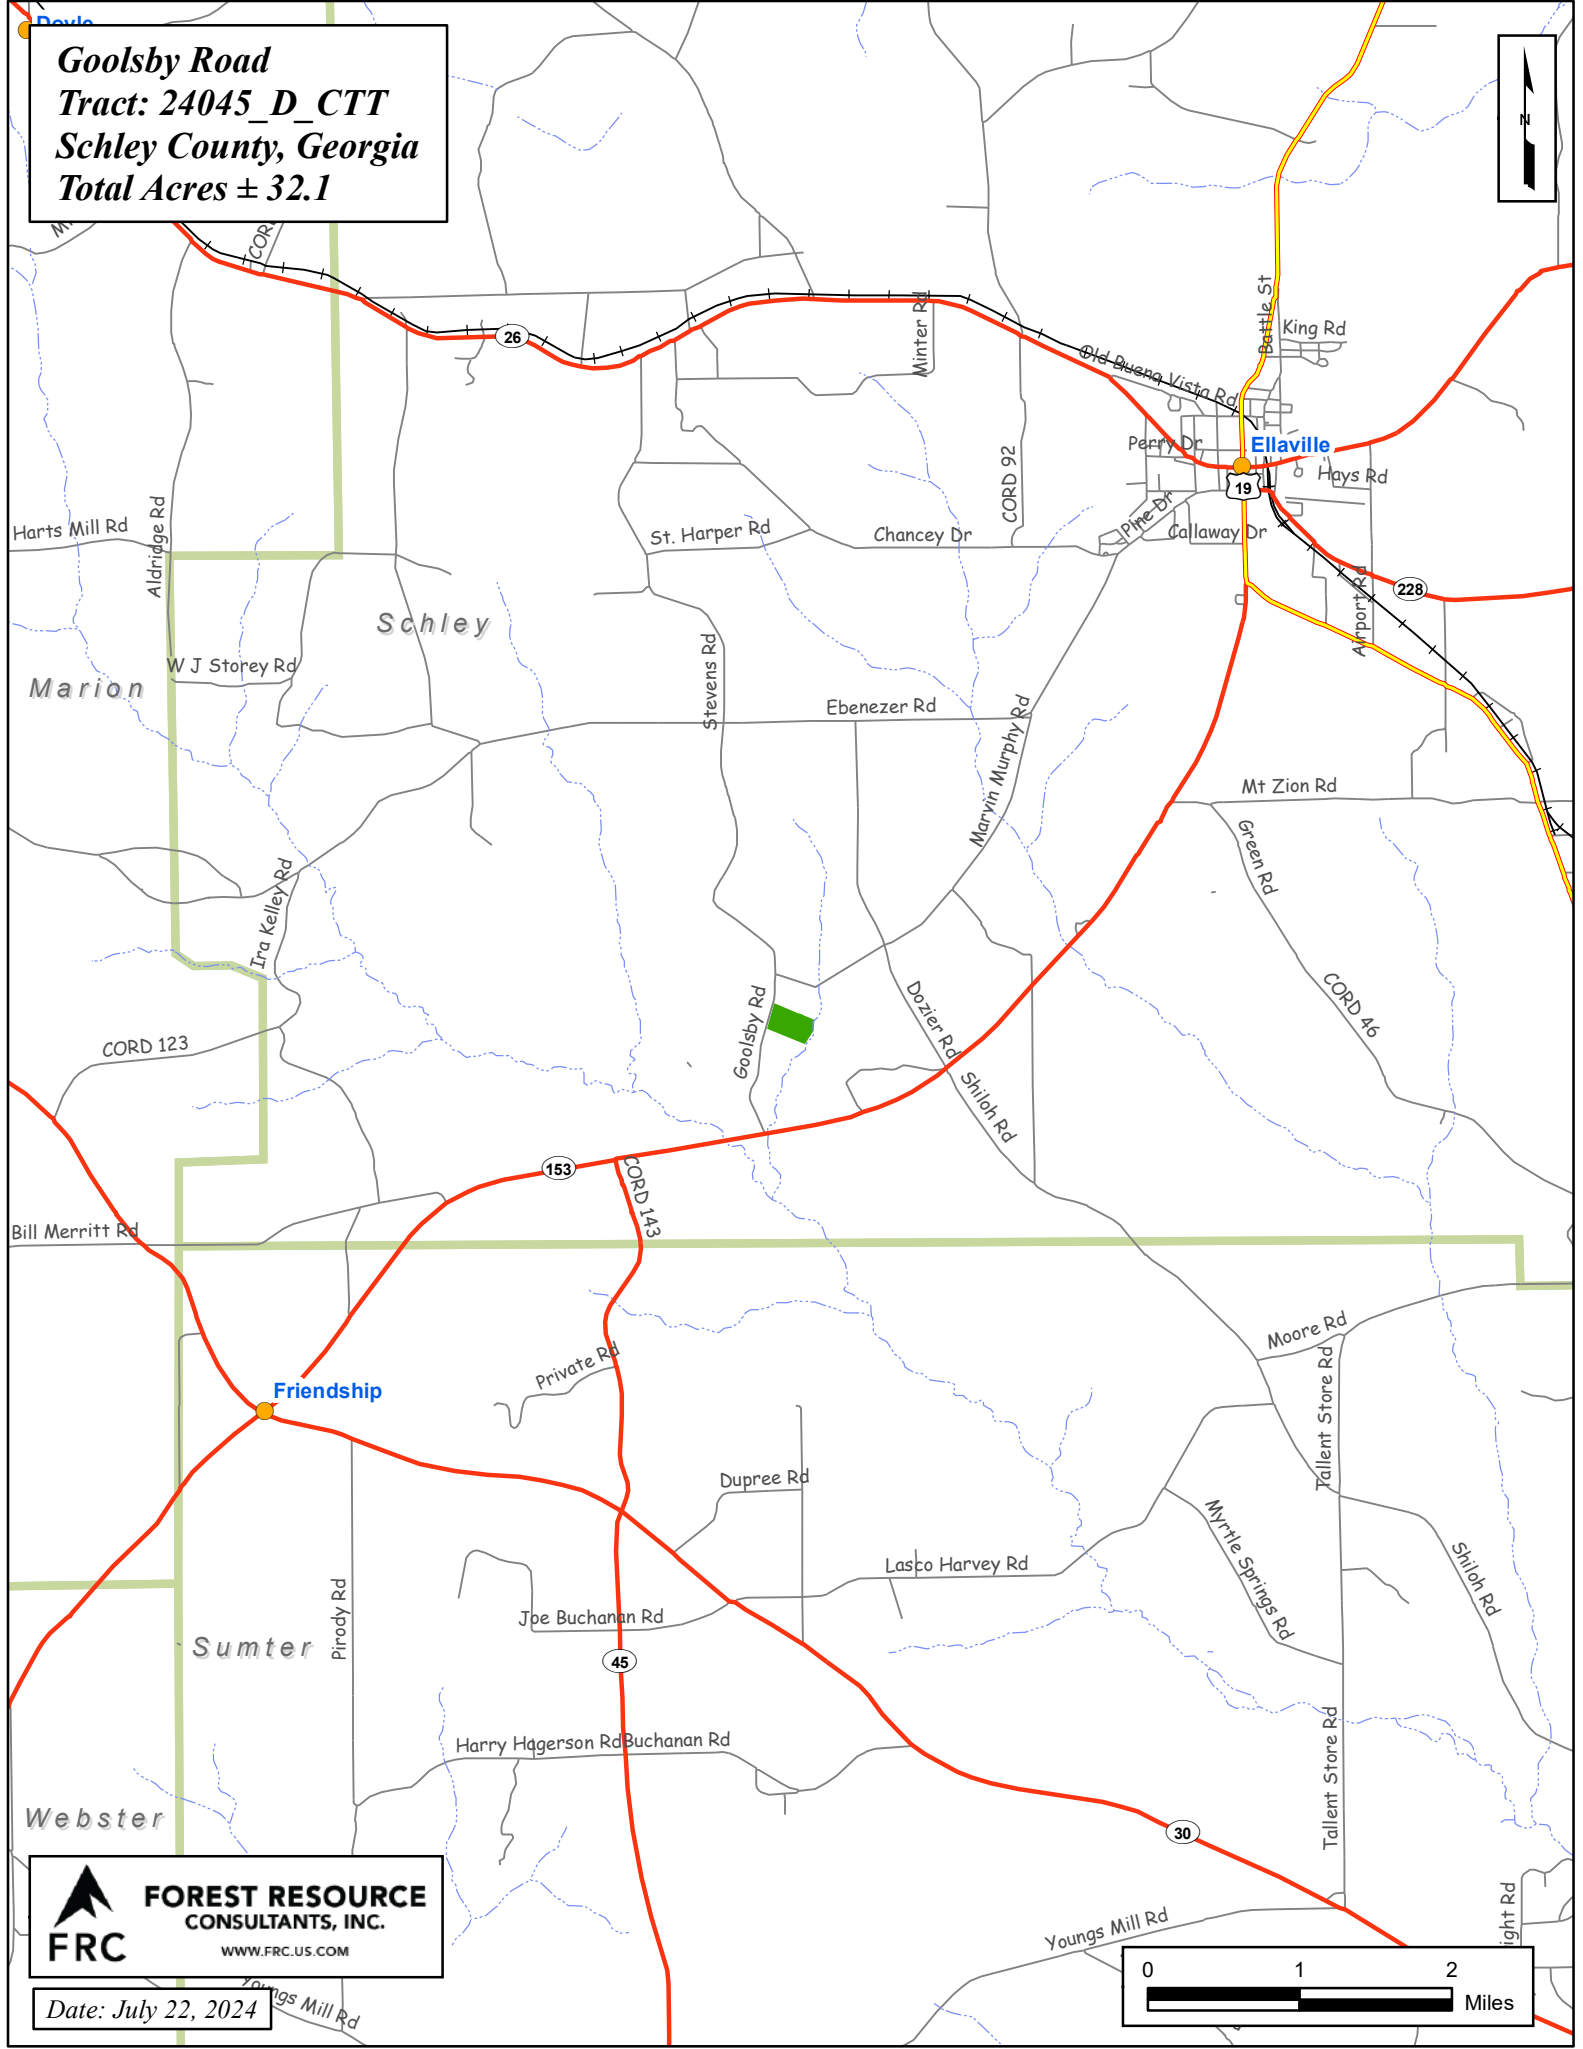 Doyle
Goolsby Road
Tract: 24045_D_CTT
Schley County, Georgia
Total Acres ± 32.1
N
26
Winter Rd
Battle St
King Rd
Old Buena Vista Rd
Perry Dr
Ellaville
19
Hays Rd
CORD 92
Pine Dr
Callaway Dr
Harts Mill Rd
Aldridge Rd
St. Harper Rd
Chancey Dr
228
Airport Rd
Schley
Marion
W J Storey Rd
Stevens Rd
Ebenezer Rd
Marvin Murphy Rd
Mt Zion Rd
Green Rd
Ira Kelley Rd
CORD 123
Goolsby Rd
Dozier Rd
CORD 46
Shiloh Rd
153
CORD 143
Bill Merritt Rd
Private Rd
Moore Rd
Friendship
Tallent Store Rd
Dupree Rd
Myrtle Springs Rd
Shiloh Rd
Lasco Harvey Rd
Pirody Rd
Joe Buchanan Rd
Sumter
45
Harry Hagerson Rd
Buchanan Rd
Tallent Store Rd
Webster
30
FRC
FOREST RESOURCE
CONSULTANTS, INC.
WWW.FRC.US.COM
Youngs Mill Rd
Youngs Mill Rd
Date: July 22, 2024
0 1 2
Miles